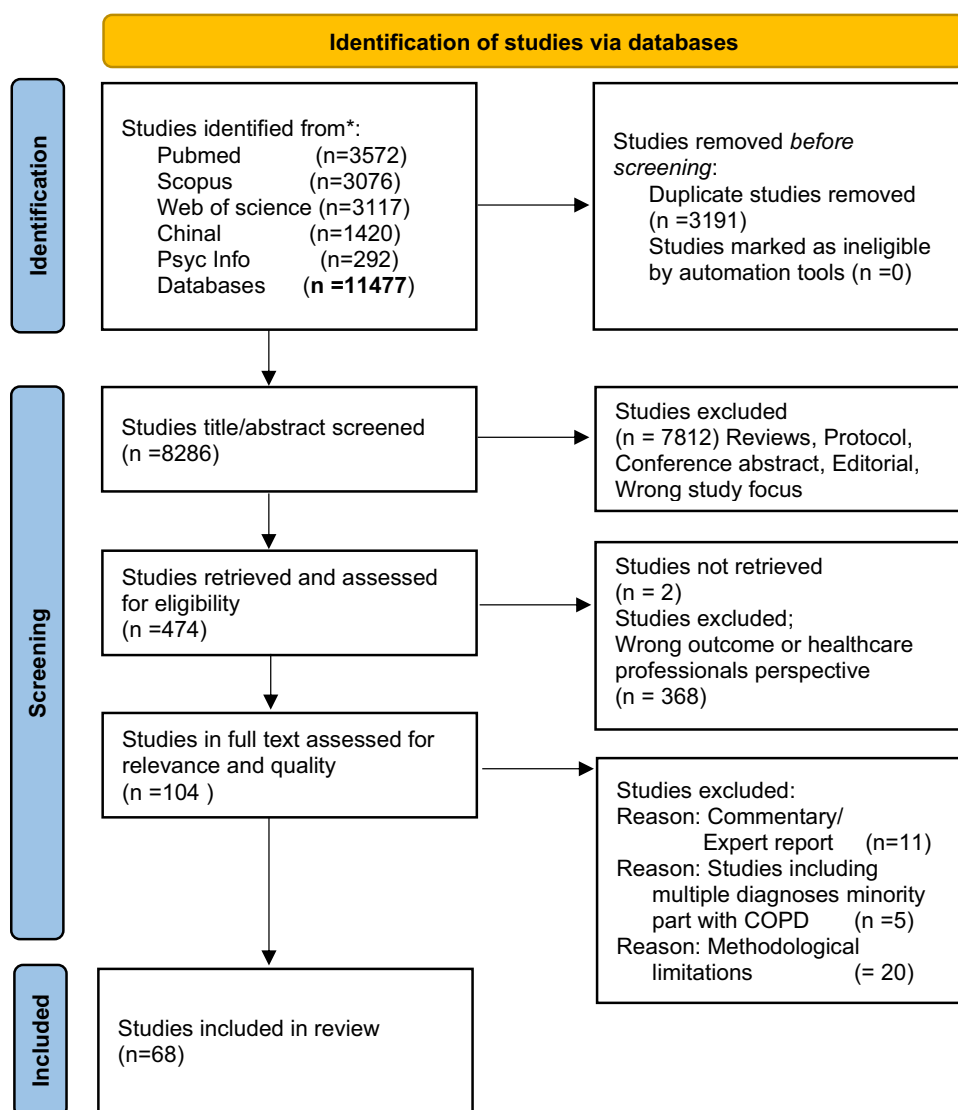 Identification of studies via databases
Identification
Studies identified from*:
Pubmed (n=3572)
Scopus (n=3076)
Web of science (n=3117)
Chinal (n=1420)
Psyc Info (n=292)
Databases (n =11477)
Studies removed before
screening:
Duplicate studies removed
(n =3191)
Studies marked as ineligible
by automation tools (n =0)
Screening
Studies title/abstract screened
(n =8286)
Studies excluded
(n = 7812) Reviews, Protocol,
Conference abstract, Editorial,
Wrong study focus
Studies retrieved and assessed
for eligibility
(n =474)
Studies not retrieved
(n = 2)
Studies excluded;
Wrong outcome or healthcare
professionals perspective
(n = 368)
Studies in full text assessed for
relevance and quality
(n =104 )
Studies excluded:
Reason: Commentary/
Expert report (n=11)
Reason: Studies including
multiple diagnoses minority
part with COPD (n =5)
Reason: Methodological
limitations (= 20)
Included
Studies included in review
(n=68)